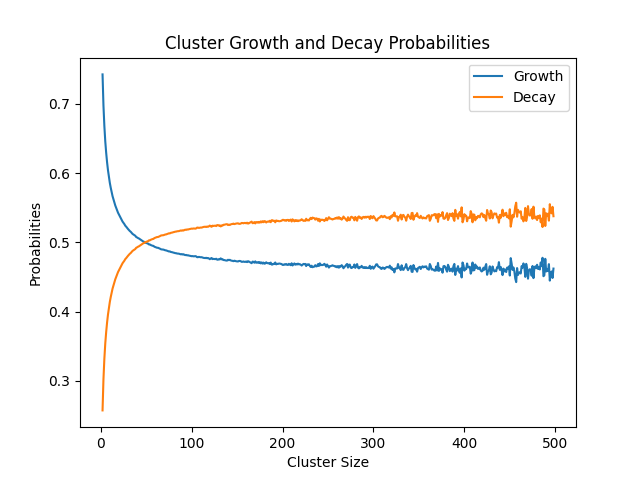 Cluster Growth and Decay Probabilities
Growth
Decay
Probabilities
0.7
0.6
0.5
0.4
0.3
0
100
200
300
400
500
Cluster Size